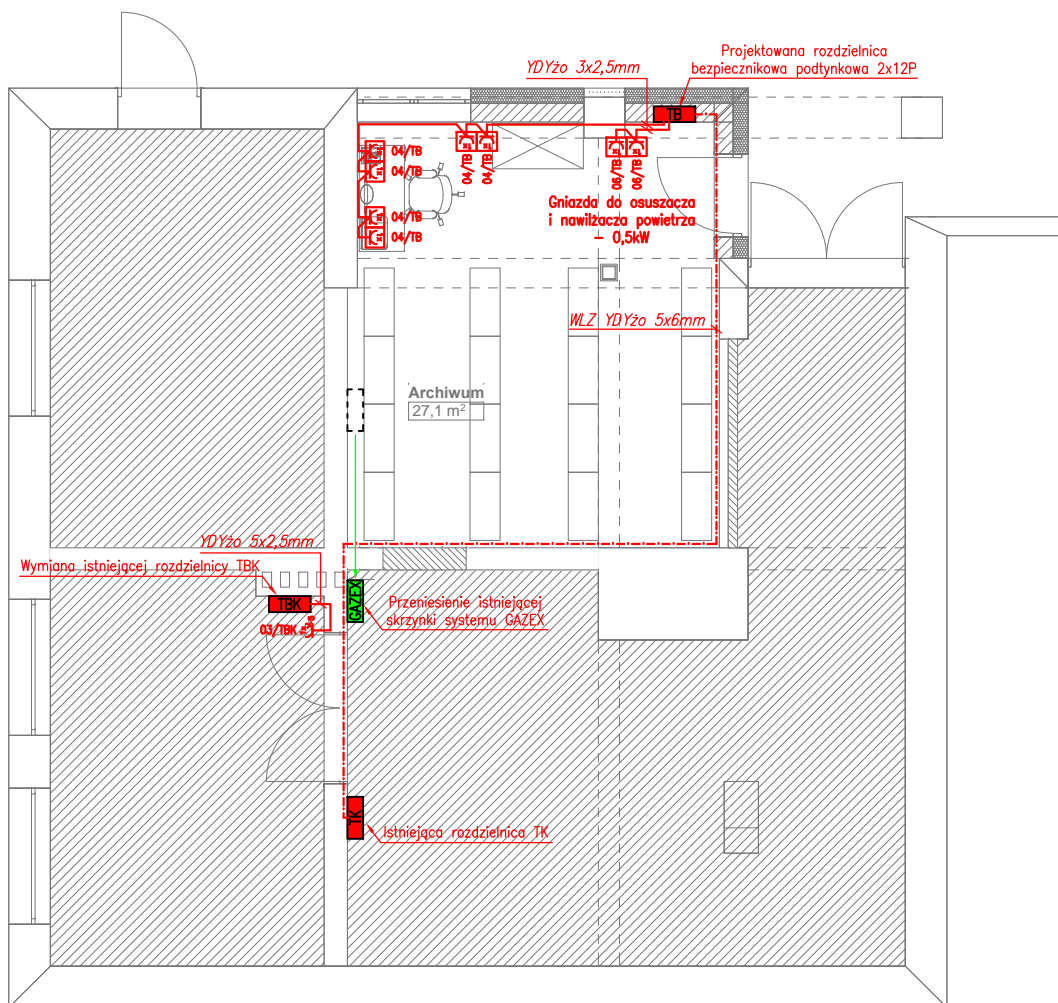 Projektowana rozdzielnica
bezpiecznikowa podtynkowa 2x12P
YDYżo 3x2,5mm
TB
04/TB
04/TB
04/TB
04/TB
04/TB
04/TB
06/TB
06/TB
Gniazda do osuszacza
i nawilżacza powietrza
- 0,5kW
WLZ YDYżo 5x6mm
Archiwum
27,1 m²
YDYżo 5x2,5mm
Wymiana istniejącej rozdzielnicy TBK
TBK
03/TBK
GAZEX
Przeniesienie istniejącej
skrzynki systemu GAZEX
TK
Istniejąca rozdzielnica TK